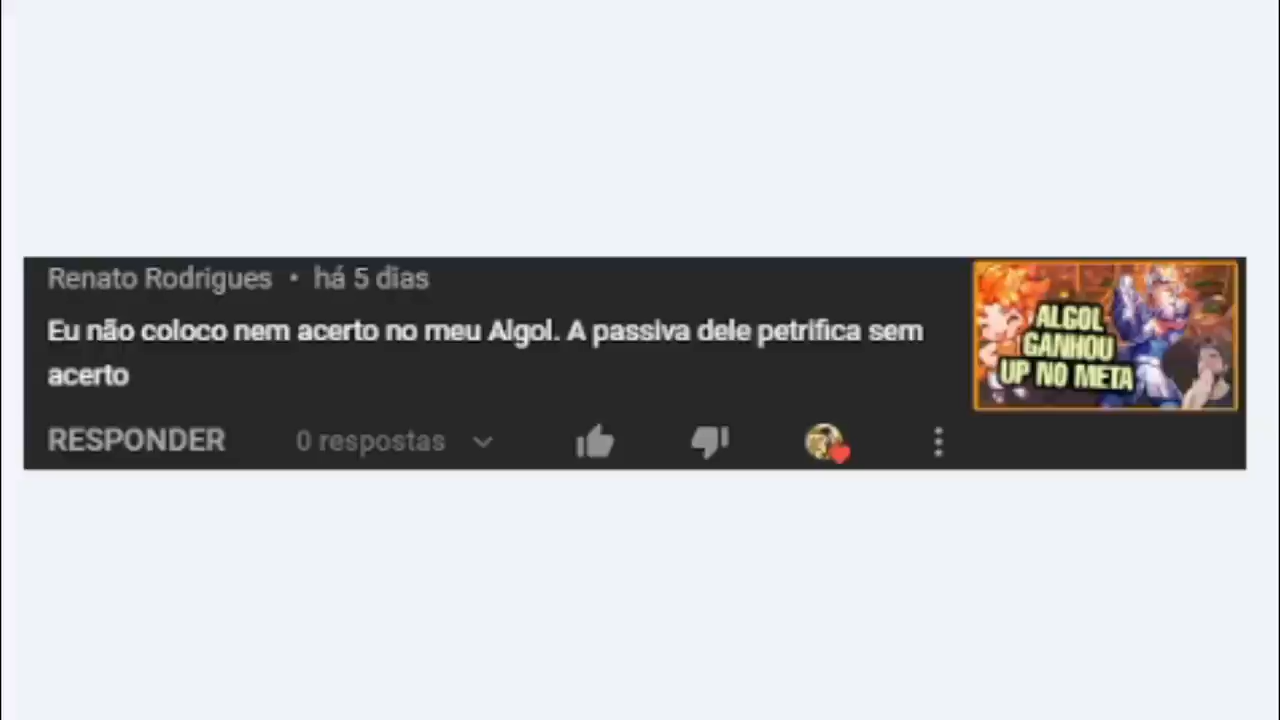 Renato Rodrigues • há 5 dias
Eu não coloco nem acerto no meu Algol. A passiva dele petrifica sem
acerto
RESPONDER 0 respostas
ALGOL
GANHOU
UP NO META